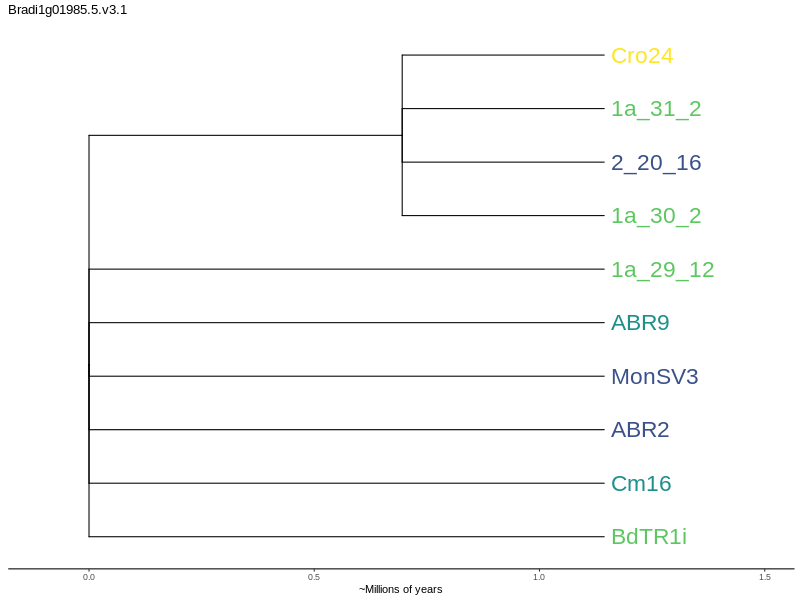 Bradi1g01985.5.v3.1
Cro24
1a_31_2
2_20_16
1a_30_2
1a_29_12
ABR9
MonSV3
ABR2
Cm16
BdTR1i
0.0 0.5 1.0 1.5
~Millions of years